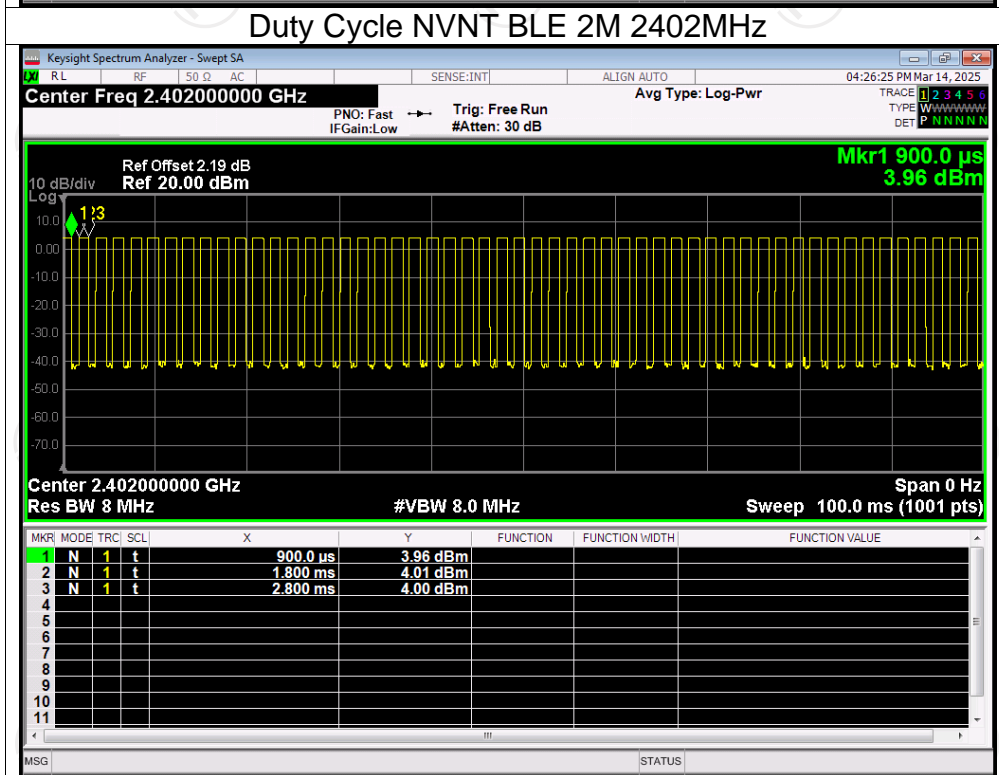 Duty Cycle NVNT BLE 2M 2402MHz
Keysight Spectrum Analyzer - Swept SA
LXI RL RF 50 Ω AC SENSE:INT ALIGN AUTO 04:26:25 PM Mar 14, 2025
Center Freq 2.402000000 GHz Avg Type: Log-Pwr TRACE 1 2 3 4 5 6
PNO: Fast Trig: Free Run TYPE WWWWWW
IFGain:Low #Atten: 30 dB DET P N N N N N
Mkr1 900.0 µs
Ref Offset 2.19 dB
10 dB/div Ref 20.00 dBm 3.96 dBm
Log
1 2 3
10.0
0.00
-10.0
-20.0
-30.0
-40.0
-50.0
-60.0
-70.0
Center 2.402000000 GHz Span 0 Hz
Res BW 8 MHz #VBW 8.0 MHz Sweep 100.0 ms (1001 pts)
MKR MODE TRC SCL X Y FUNCTION FUNCTION WIDTH FUNCTION VALUE
1 N 1 t 900.0 µs 3.96 dBm
2 N 1 t 1.800 ms 4.01 dBm
3 N 1 t 2.800 ms 4.00 dBm
4
5
6
7
8
9
10
11
MSG STATUS